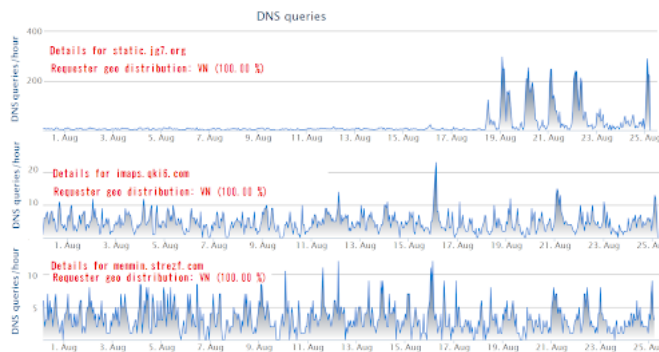 DNS queries
DNS queries/hour
400
200
Details for static.jg7.org
Requester geo distribution: VN (100.00 %)
1. Aug 3. Aug 5. Aug 7. Aug 9. Aug 11. Aug 13. Aug 15. Aug 17. Aug 19. Aug 21. Aug 23. Aug 25. Aug
DNS queries/hour
20
10
Details for imaps.qki6.com
Requester geo distribution: VN (100.00 %)
1. Aug 3. Aug 5. Aug 7. Aug 9. Aug 11. Aug 13. Aug 15. Aug 17. Aug 19. Aug 21. Aug 23. Aug 25. Aug
DNS queries/hour
10
5
Details for menmin.strezf.com
Requester geo distribution: VN (100.00 %)
1. Aug 3. Aug 5. Aug 7. Aug 9. Aug 11. Aug 13. Aug 15. Aug 17. Aug 19. Aug 21. Aug 23. Aug 25. Au